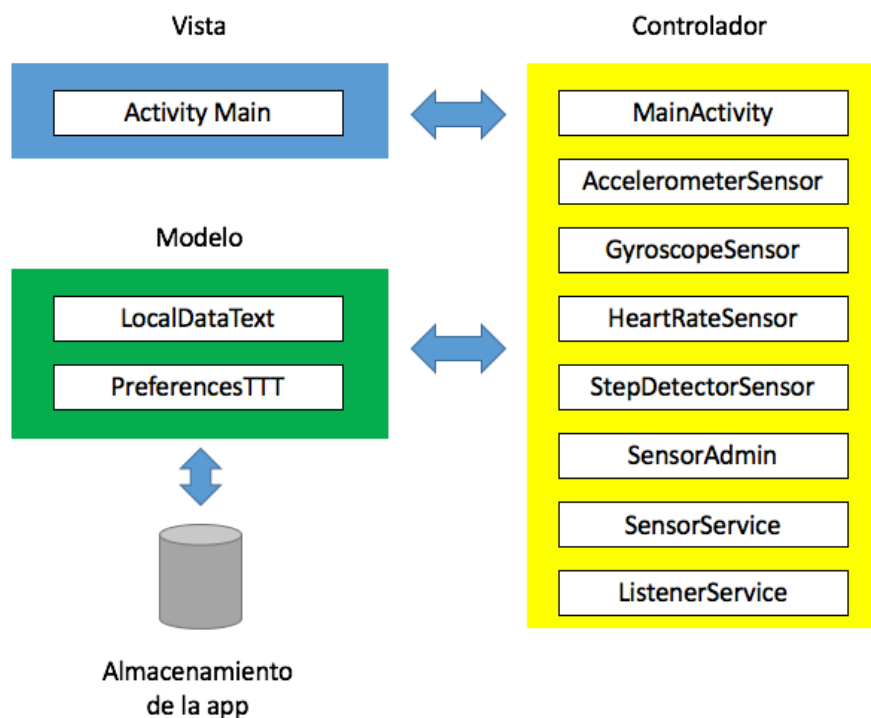 Vista
Activity Main
Modelo
LocalDataText
PreferencesTTT
Almacenamiento
de la app
Controlador
MainActivity
AccelerometerSensor
GyroscopeSensor
HeartRateSensor
StepDetectorSensor
SensorAdmin
SensorService
ListenerService